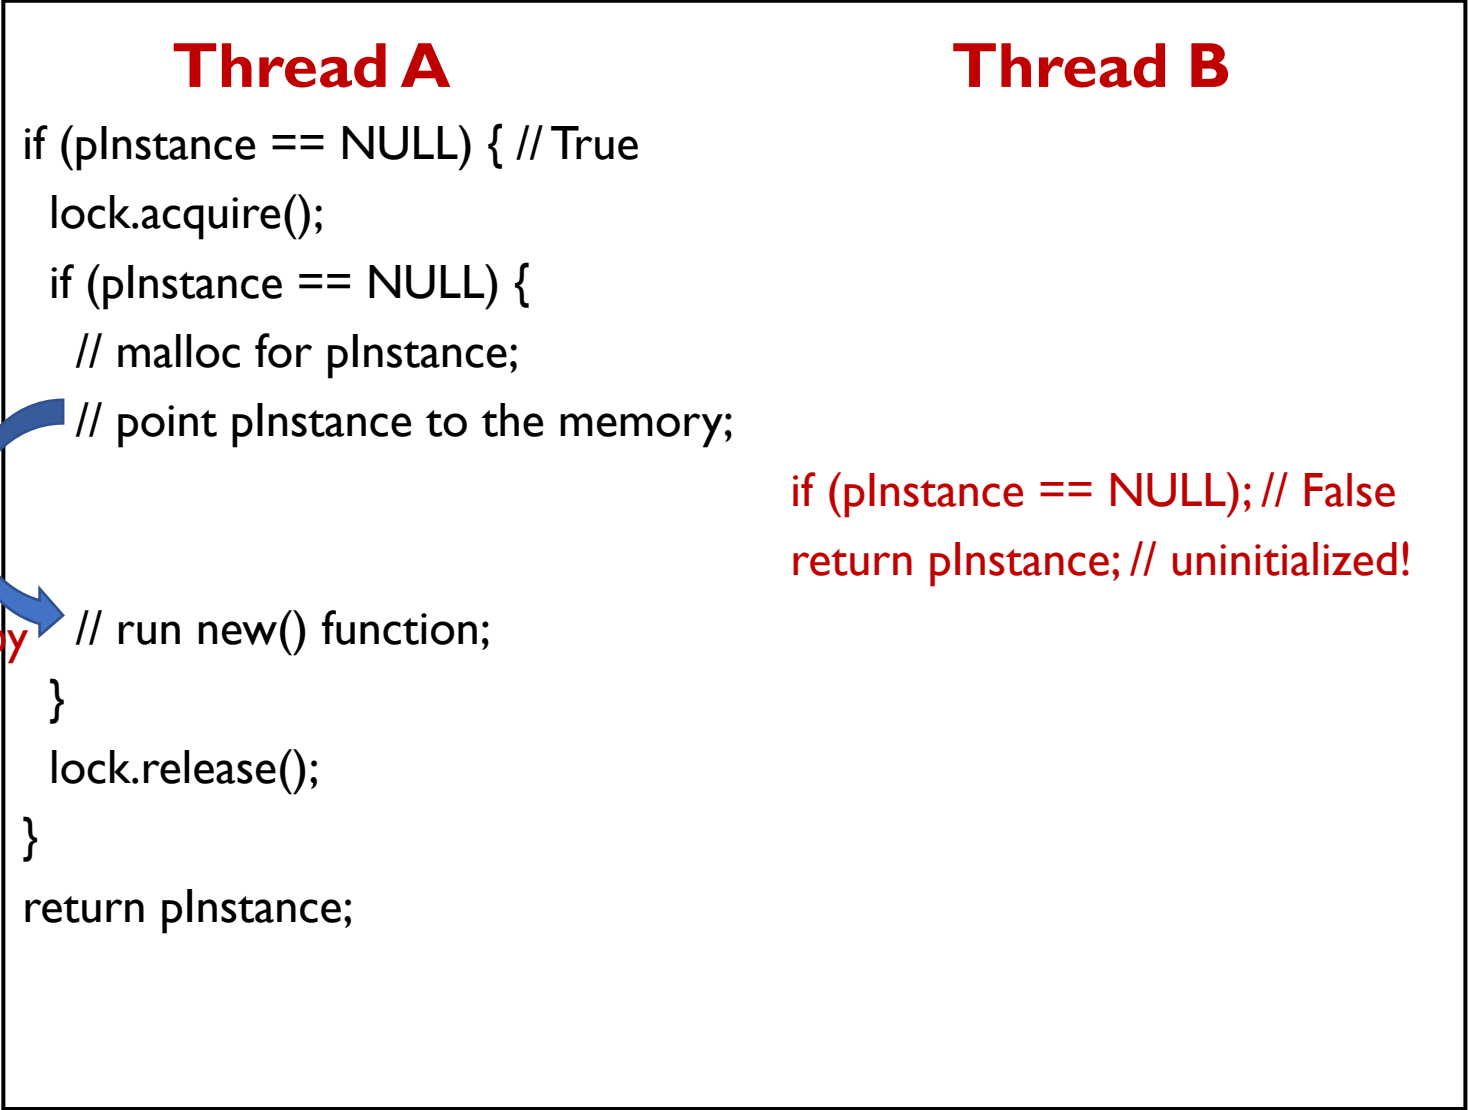 Thread A
Thread B
if (pInstance == NULL) { // True
lock.acquire();
if (pInstance == NULL) {
// malloc for pInstance;
// point pInstance to the memory;
if (pInstance == NULL); // False
return pInstance; // uninitialized!
// run new() function;
}
lock.release();
}
return pInstance;